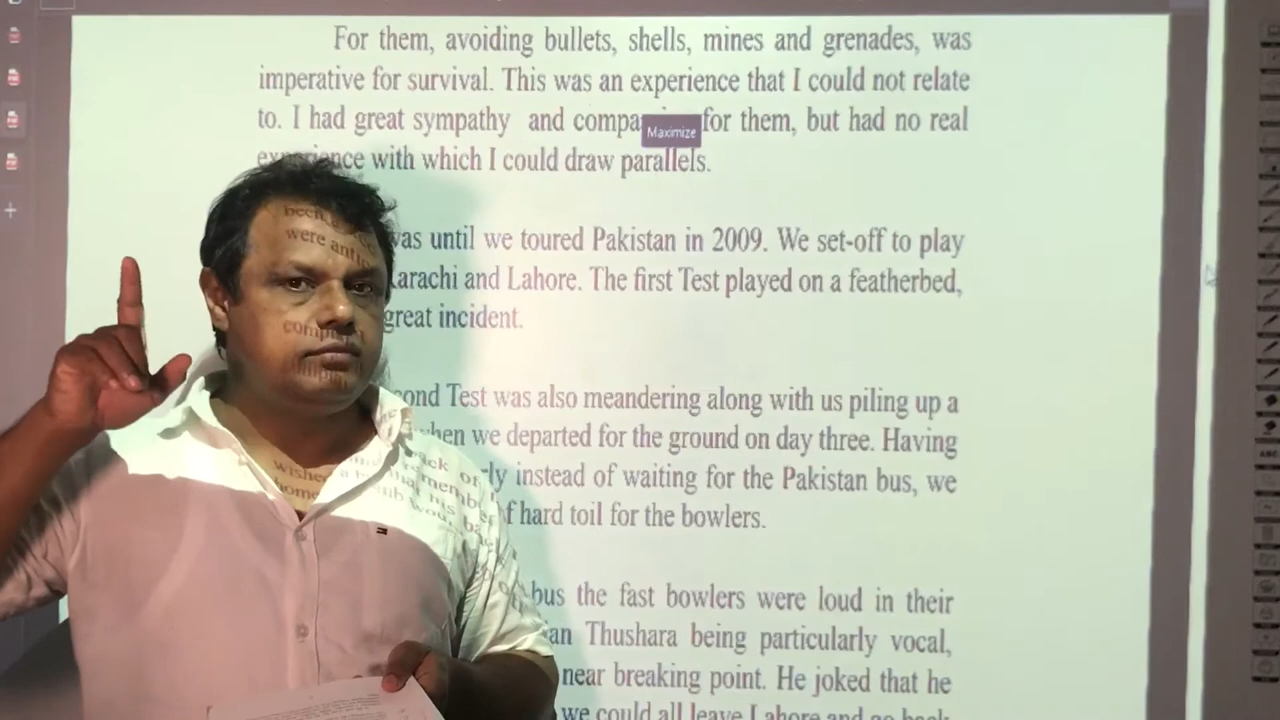 For them, avoiding bullets, shells, mines and grenades, was
imperative for survival. This was an experience that I could not relate
to. I had great sympathy and compa Maximize for them, but had no real
experience with which I could draw parallels.
was until we toured Pakistan in 2009. We set-off to play
Karachi and Lahore. The first Test played on a featherbed,
great incident.
ond Test was also meandering along with us piling up a
when we departed for the ground on day three. Having
ly instead of waiting for the Pakistan bus, we
of hard toil for the bowlers.
bus the fast bowlers were loud in their
an Thushara being particularly vocal,
near breaking point. He joked that he
we could all leave Lahore and go back
were
wishe
home
a bomb